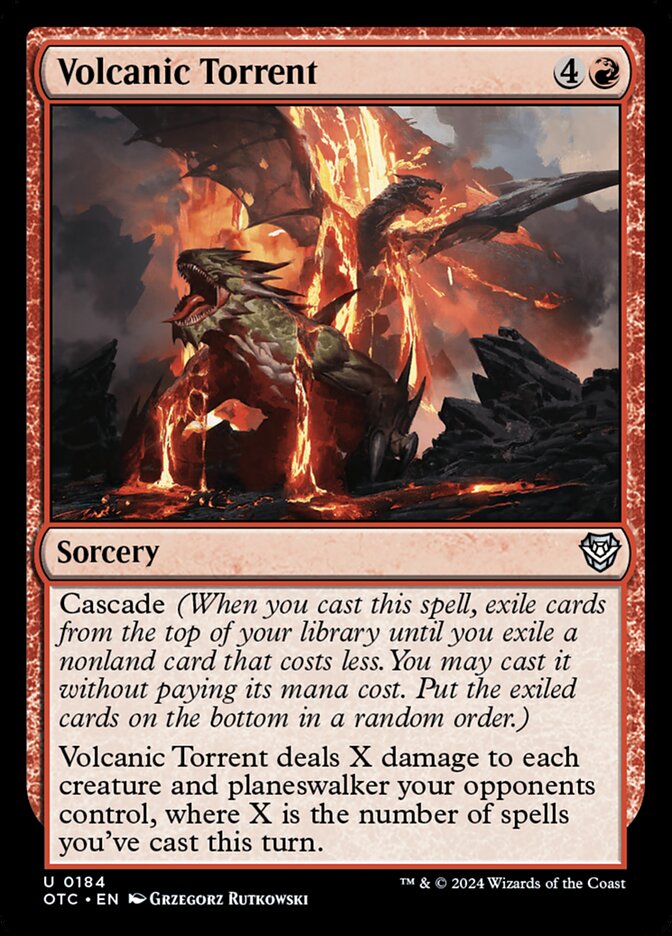 Volcanic Torrent 4
Sorcery
Cascade (When you cast this spell, exile cards
from the top of your library until you exile a
nonland card that costs less. You may cast it
without paying its mana cost. Put the exiled
cards on the bottom in a random order.)
Volcanic Torrent deals X damage to each
creature and planeswalker your opponents
control, where X is the number of spells
you've cast this turn.
U 0184
OTC • EN Grzegorz Rutkowski
™ & © 2024 Wizards of the Coast